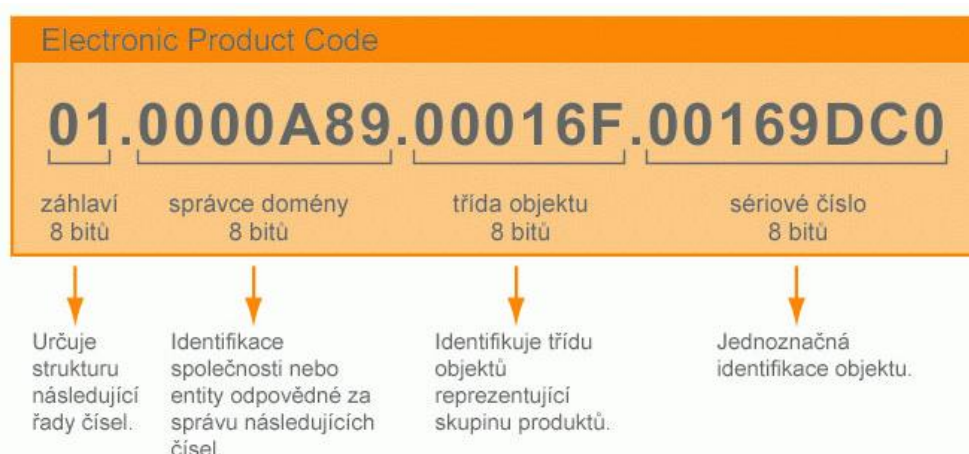 Electronic Product Code
01.0000A89.00016F.00169DC0
záhlaví správce domény třída objektu sériové číslo
8 bitů 8 bitů 8 bitů 8 bitů
Určuje
strukturu
následující
řady čísel.
Identifikace
společnosti nebo
entity odpovědné za
správu následujících
čísel
Identifikuje třídu
objektů
reprezentující
skupinu produktů.
Jednoznačná
identifikace objektu.